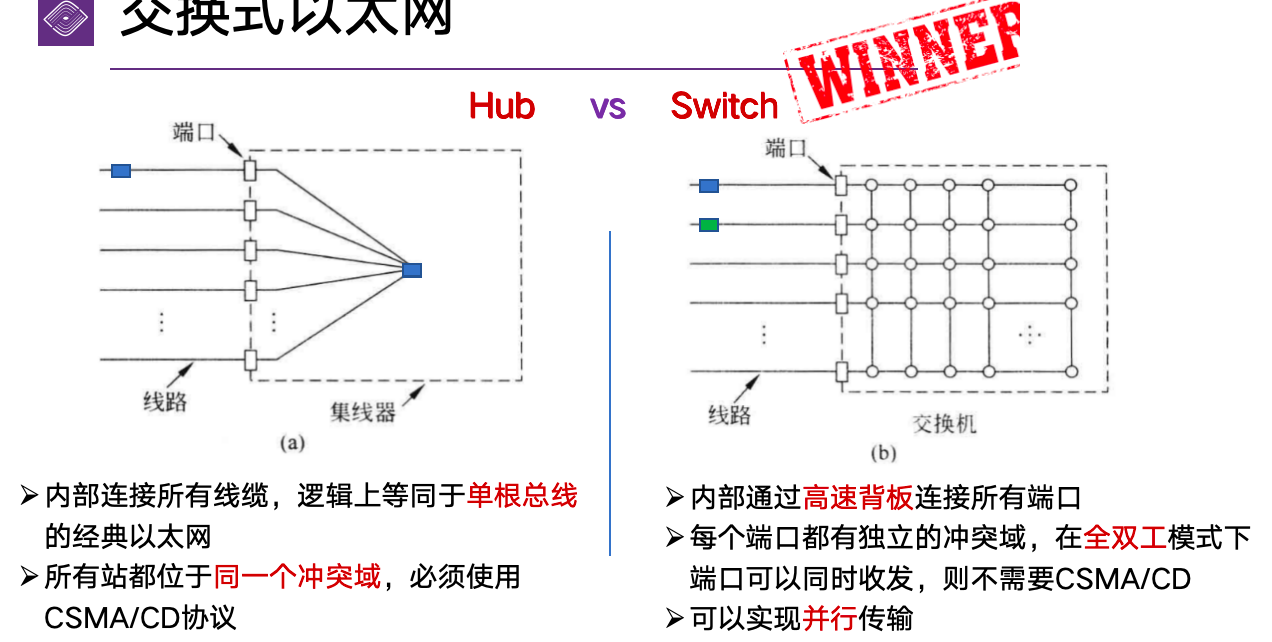 交换式以太网
WINNER
Hub vs Switch
端口
线路
集线器
(a)
端口
线路
交换机
(b)
➢内部连接所有线缆，逻辑上等同于单根总线
的经典以太网
➢所有站都位于同一个冲突域，必须使用
CSMA/CD协议
➢内部通过高速背板连接所有端口
➢每个端口都有独立的冲突域，在全双工模式下
端口可以同时收发，则不需要CSMA/CD
➢可以实现并行传输